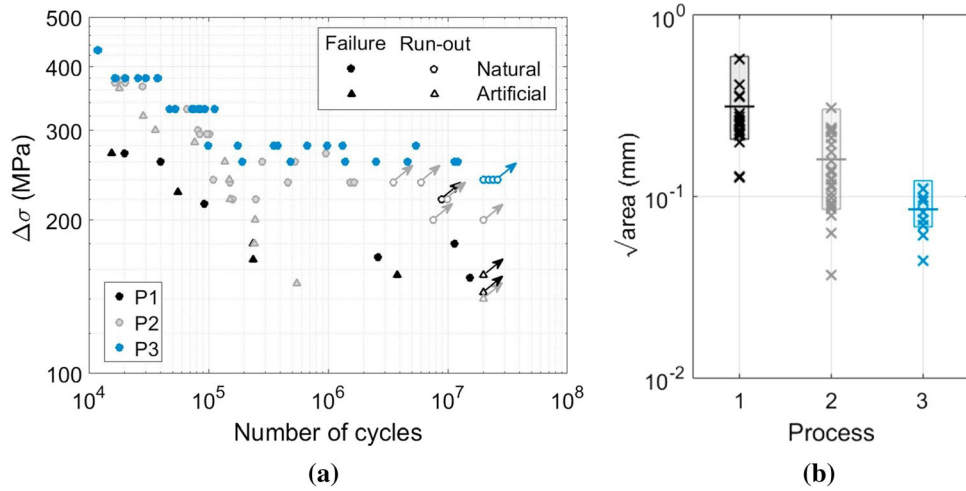 500
400
300
200
100
Δσ (MPa)
Failure Run-out
Natural
Artificial
P1
P2
P3
10^4 10^5 10^6 10^7 10^8
Number of cycles
(a)
10^0
10^-1
10^-2
√area (mm)
1 2 3
Process
(b)